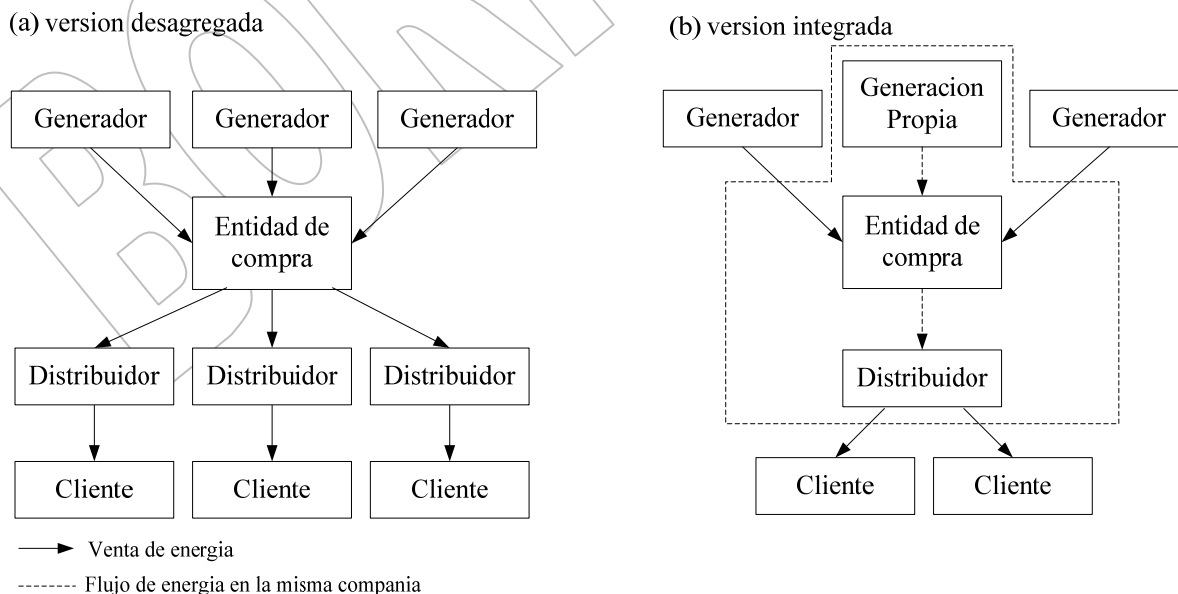 (a) version desagregada
Generador
Generador
Generador
Entidad de
compra
Distribuidor
Distribuidor
Distribuidor
Cliente
Cliente
Cliente
Venta de energia
Flujo de energia en la misma compania
(b) version integrada
Generador
Generacion
Propia
Generador
Entidad de
compra
Distribuidor
Cliente
Cliente